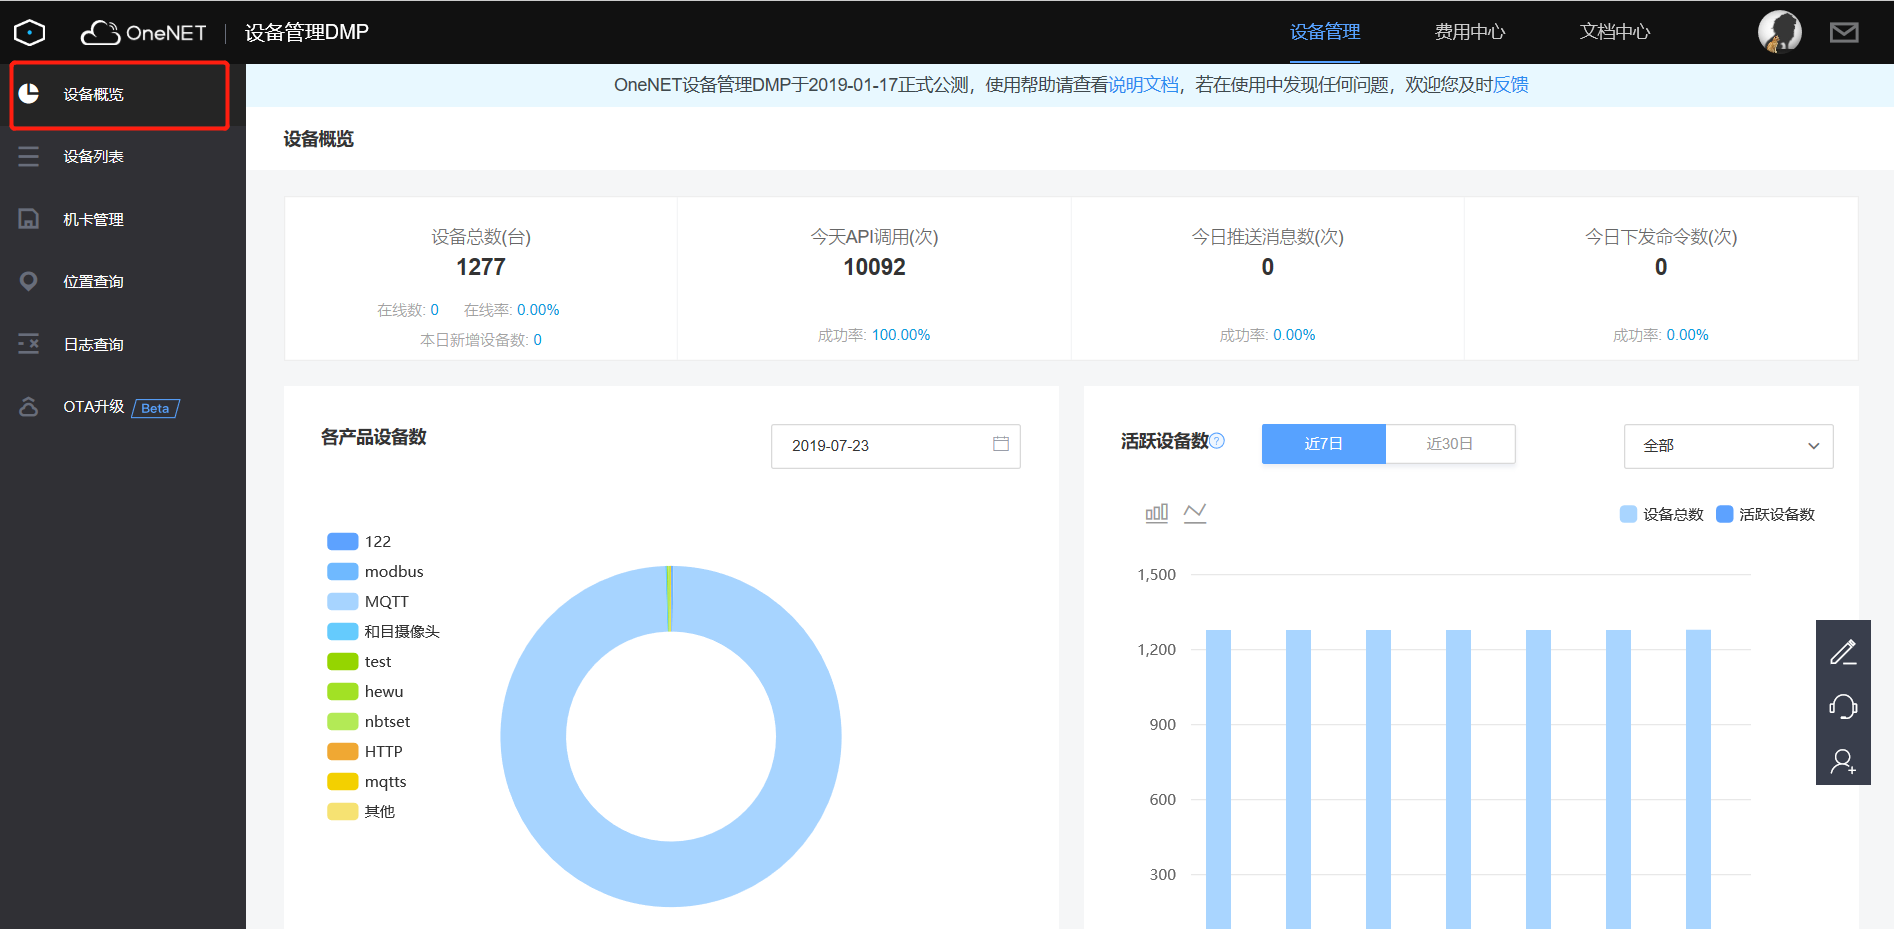 OneNET 设备管理DMP 设备管理 费用中心 文档中心
设备概览
设备列表
机卡管理
位置查询
日志查询
OTA升级 Beta
OneNET设备管理DMP于2019-01-17正式公测，使用帮助请查看说明文档，若在使用中发现任何问题，欢迎您及时反馈
设备概览
设备总数(台)
1277
在线数: 0 在线率: 0.00%
本日新增设备数: 0
今天API调用(次)
10092
成功率: 100.00%
今日推送消息数(次)
0
成功率: 0.00%
今日下发命令数(次)
0
成功率: 0.00%
各产品设备数
2019-07-23
122
modbus
MQTT
和目摄像头
test
hewu
nbtset
HTTP
mqtts
其他
活跃设备数? 近7日 近30日 全部
设备总数 活跃设备数
1,500
1,200
900
600
300